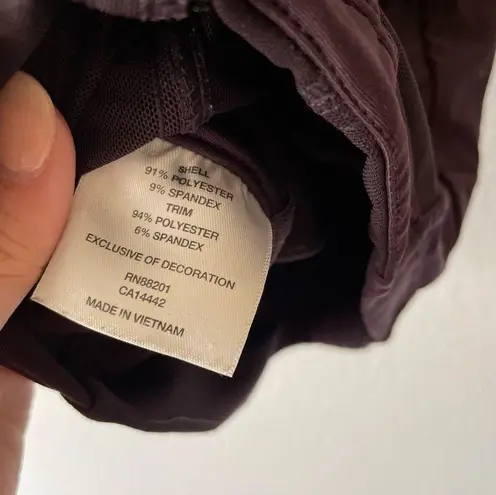 SHELL
91% POLYESTER
9% SPANDEX
TRIM
94% POLYESTER
6% SPANDEX
EXCLUSIVE OF DECORATION
RN88201
CA14442
MADE IN VIETNAM